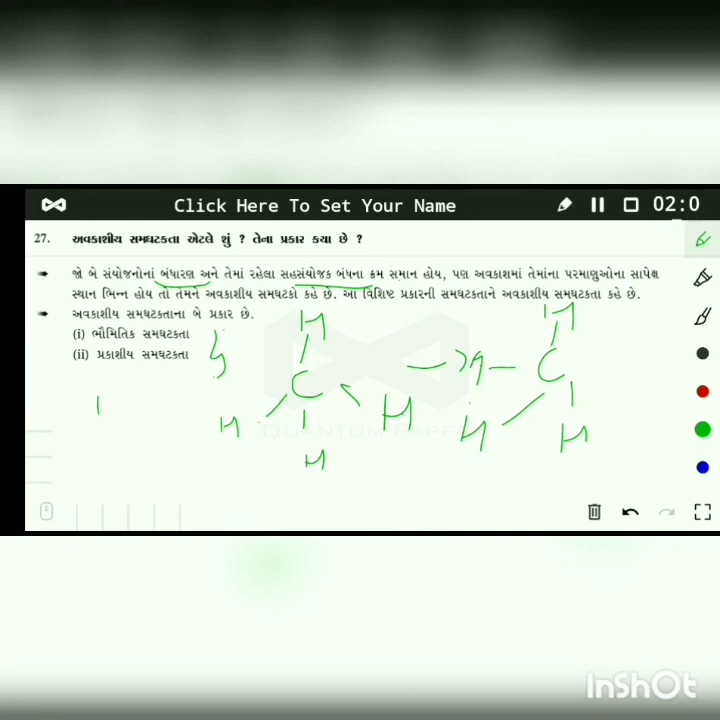 Click Here To Set Your Name
02:0
27. અવકાશીય સમઘટકતા એટલે શું ? તેના પ્રકાર કયા છે ?
➡ જો બે સંયોજનોનાં બંધારણ અને તેમાં રહેલા સહસંયોજક બંધના ક્રમ સમાન હોય, પણ અવકાશમાં તેમાંના પરમાણુઓના સાપેક્ષ
સ્થાન ભિન્ન હોય તો તેમને અવકાશીય સમઘટકો કહે છે. આ વિશિષ્ટ પ્રકારની સમઘટકતાને અવકાશીય સમઘટકતા કહે છે.
➡ અવકાશીય સમઘટકતાના બે પ્રકાર છે.
(i) ભૌમિતિક સમઘટકતા
(ii) પ્રકાશીય સમઘટકતા
H H
C C
H H H H
H
QUANTUM PAPER
InShOt